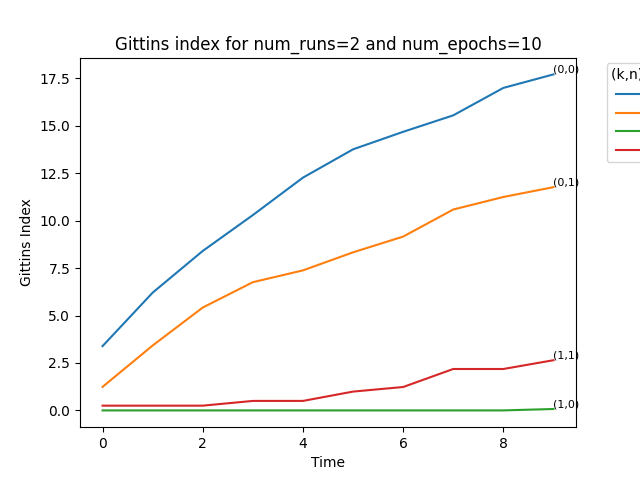 Gittins index for num_runs=2 and num_epochs=10
(k,n)
17.5
15.0
12.5
10.0
7.5
5.0
2.5
0.0
Gittins Index
(0,0)
(0,1)
(1,1)
(1,0)
0 2 4 6 8
Time